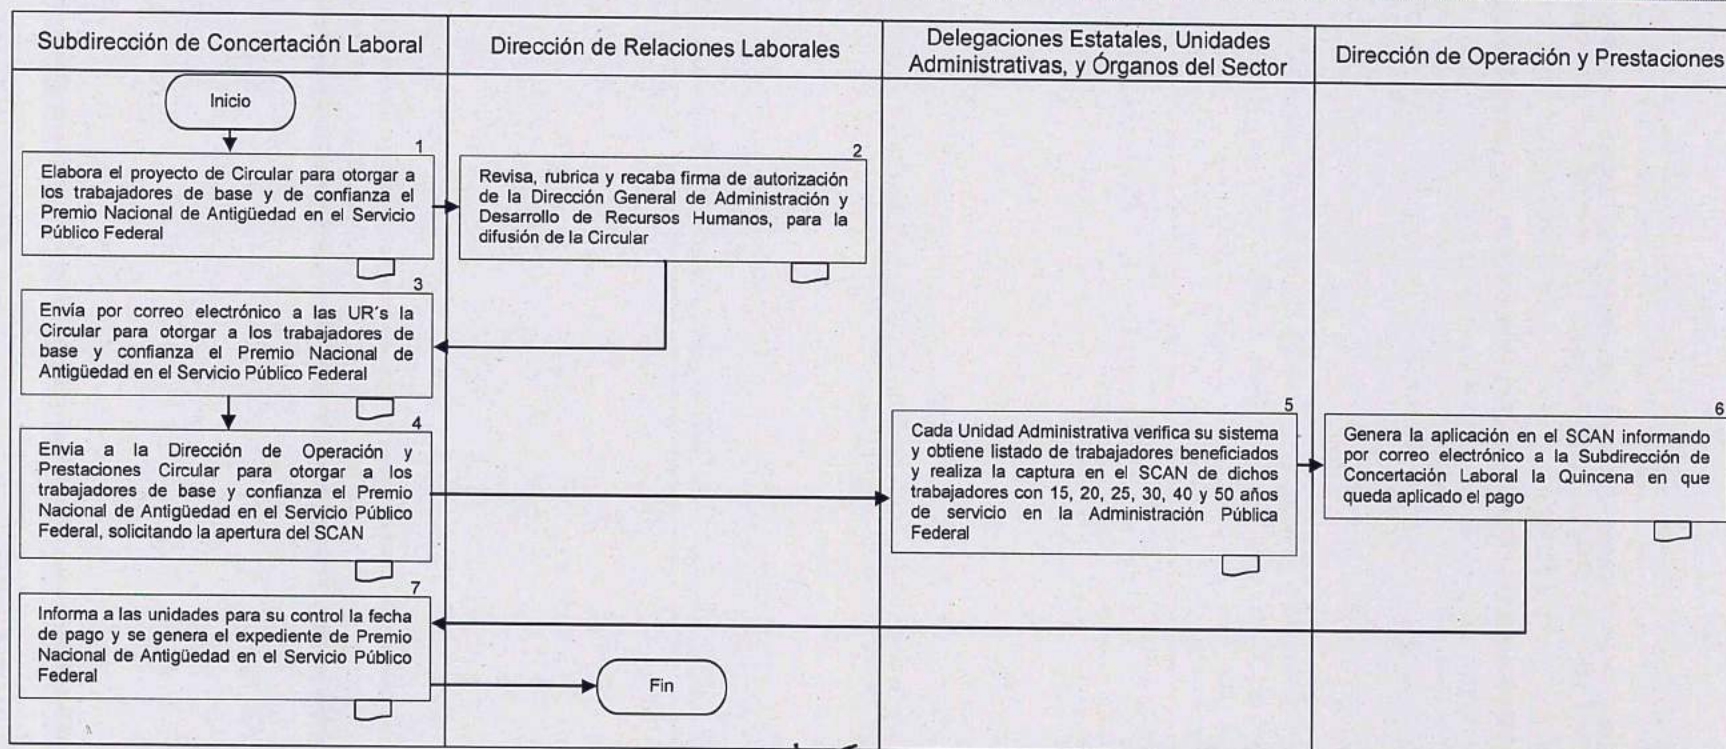 Subdirección de Concertación Laboral
Dirección de Relaciones Laborales
Delegaciones Estatales, Unidades
Administrativas, y Órganos del Sector
Dirección de Operación y Prestaciones
Inicio
1
Elabora el proyecto de Circular para otorgar a
los trabajadores de base y de confianza el
Premio Nacional de Antigüedad en el Servicio
Público Federal
2
Revisa, rubrica y recaba firma de autorización
de la Dirección General de Administración y
Desarrollo de Recursos Humanos, para la
difusión de la Circular
3
Envía por correo electrónico a las UR´s la
Circular para otorgar a los trabajadores de
base y confianza el Premio Nacional de
Antigüedad en el Servicio Público Federal
4
Envia a la Dirección de Operación y
Prestaciones Circular para otorgar a los
trabajadores de base y confianza el Premio
Nacional de Antigüedad en el Servicio Público
Federal, solicitando la apertura del SCAN
5
Cada Unidad Administrativa verifica su sistema
y obtiene listado de trabajadores beneficiados
y realiza la captura en el SCAN de dichos
trabajadores con 15, 20, 25, 30, 40 y 50 años
de servicio en la Administración Pública
Federal
6
Genera la aplicación en el SCAN informando
por correo electrónico a la Subdirección de
Concertación Laboral la Quincena en que
queda aplicado el pago
7
Informa a las unidades para su control la fecha
de pago y se genera el expediente de Premio
Nacional de Antigüedad en el Servicio Público
Federal
Fin